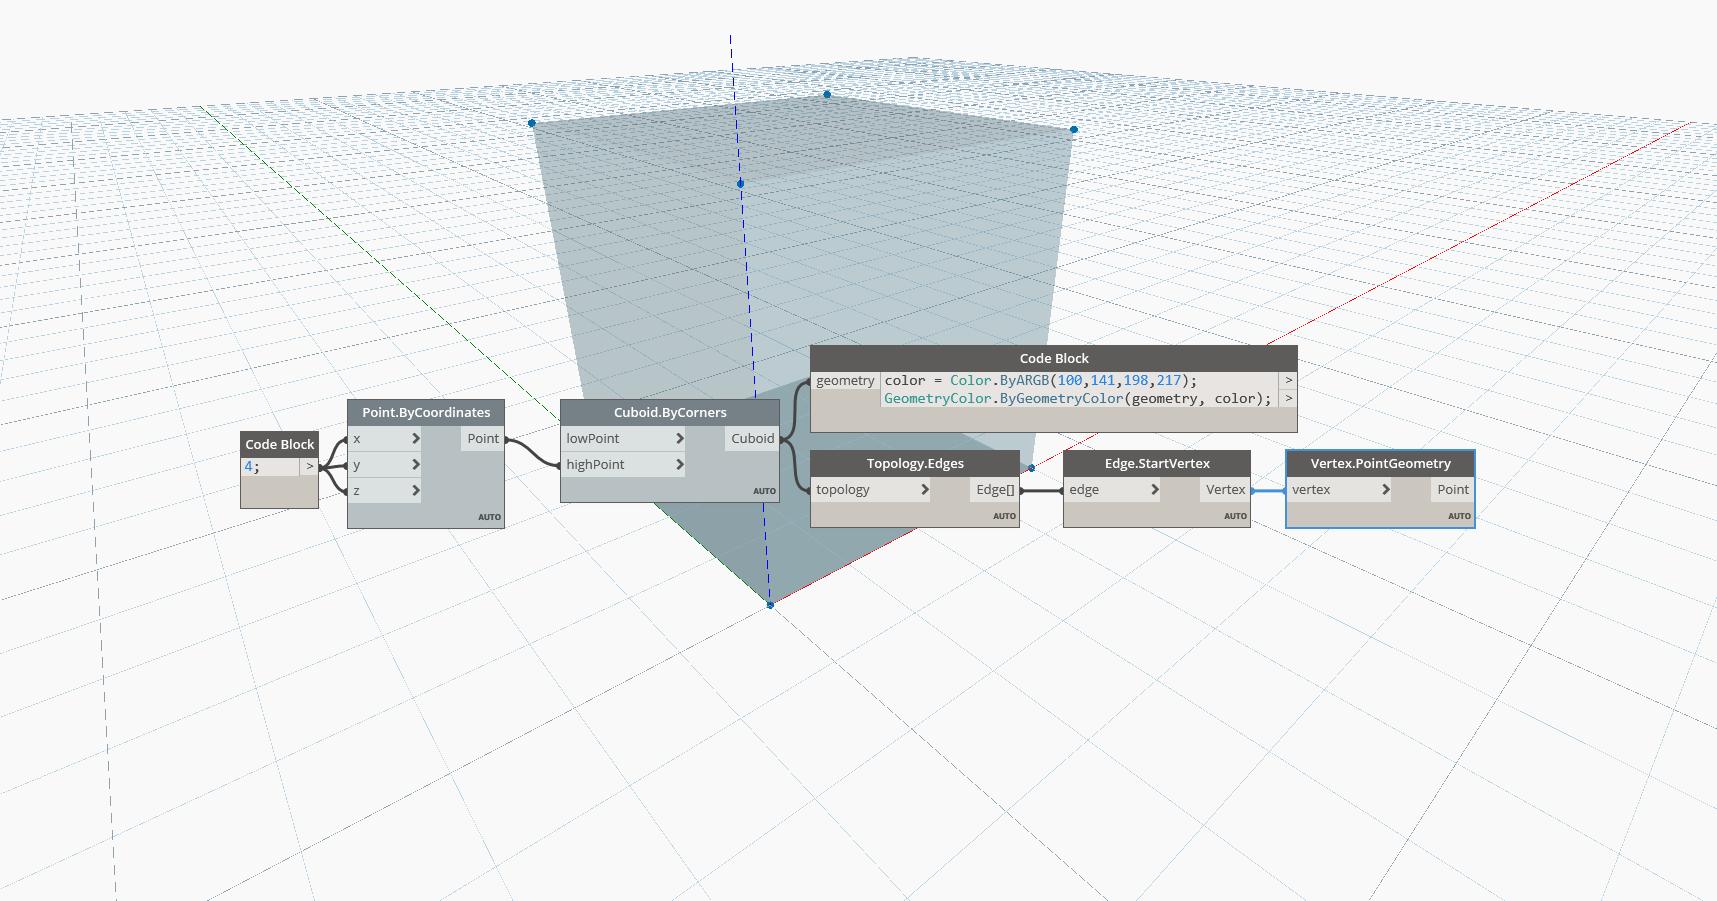 Code Block
4;
>
Point.ByCoordinates
x > Point
y >
z >
AUTO
Cuboid.ByCorners
lowPoint > Cuboid
highPoint >
AUTO
Code Block
geometry color = Color.ByARGB(100,141,198,217); >
GeometryColor.ByGeometryColor(geometry, color); >
Topology.Edges
topology > Edge[]
AUTO
Edge.StartVertex
edge > Vertex
AUTO
Vertex.PointGeometry
vertex > Point
AUTO